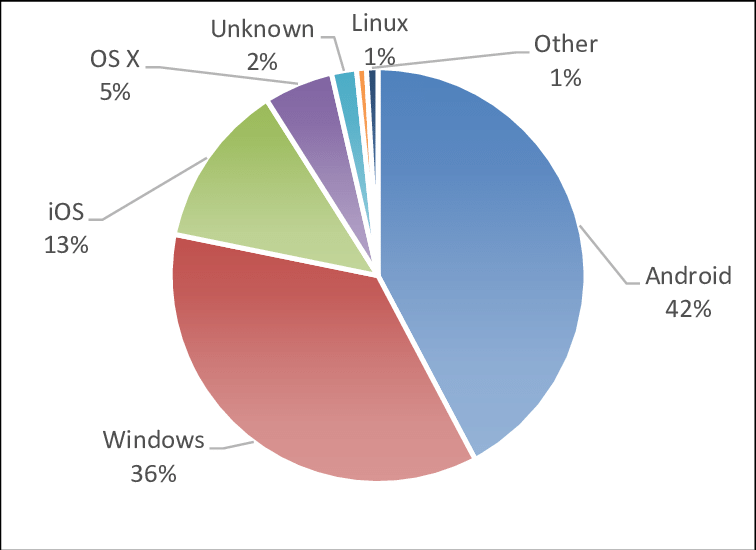 Linux
1%
Unknown
2%
Other
1%
OS X
5%
iOS
13%
Android
42%
Windows
36%